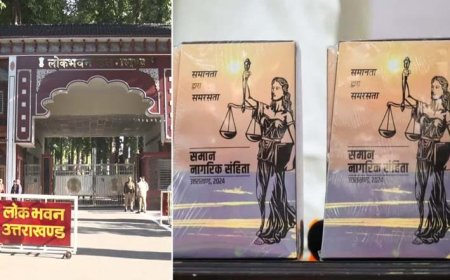 लोकभवन उत्तराखण्ड
लोक भवन
उत्तराखण्ड
समानता
द्वारा
समरसता
समान
नागरिक संहिता
उत्तराखण्ड, 2024
समानता
द्वारा
समरसता
समान
नागरिक संहिता
उत्तराखण्ड, 2024